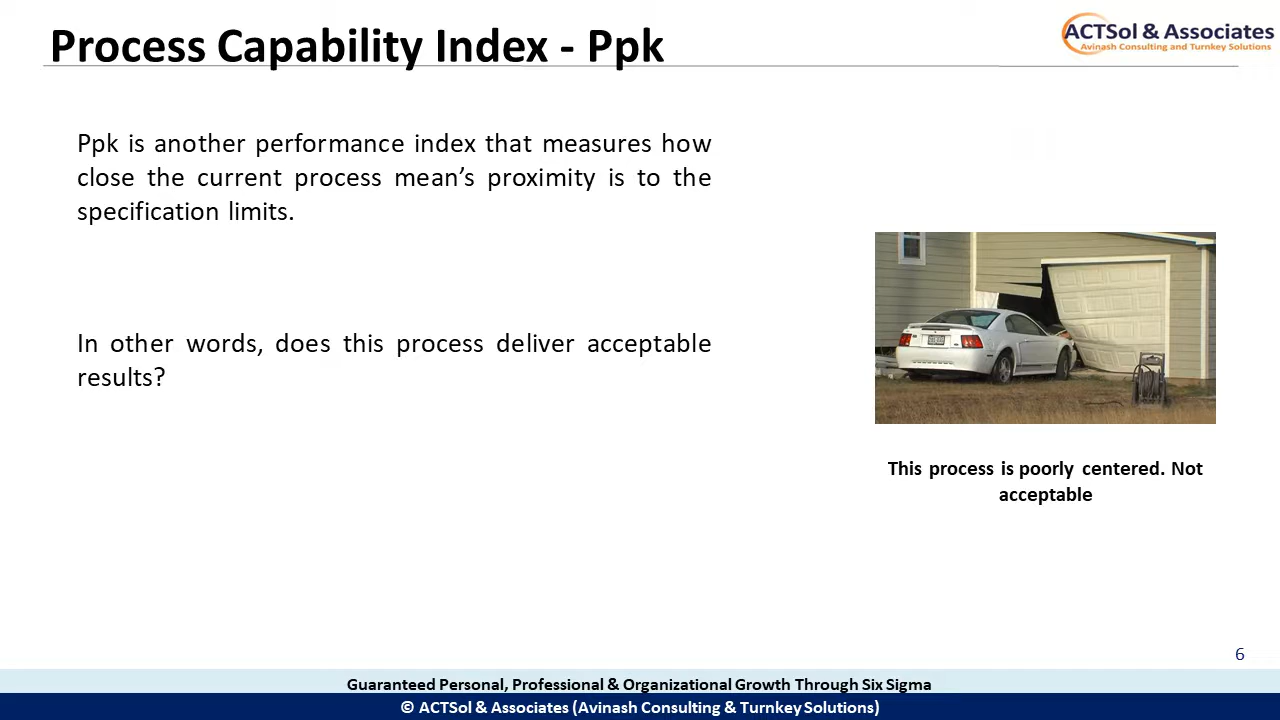 Process Capability Index - Ppk
ACTSol & Associates
Avinash Consulting and Turnkey Solutions
Ppk is another performance index that measures how
close the current process mean’s proximity is to the
specification limits.
In other words, does this process deliver acceptable
results?
This process is poorly centered. Not
acceptable
6
Guaranteed Personal, Professional & Organizational Growth Through Six Sigma
© ACTSol & Associates (Avinash Consulting & Turnkey Solutions)